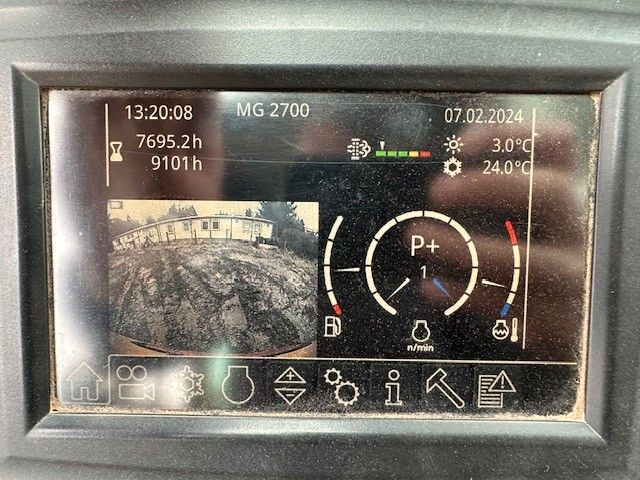 13:20:08 MG 2700 07.02.2024
7695.2h 3.0°C
9101h 24.0°C
P+
1
n/min